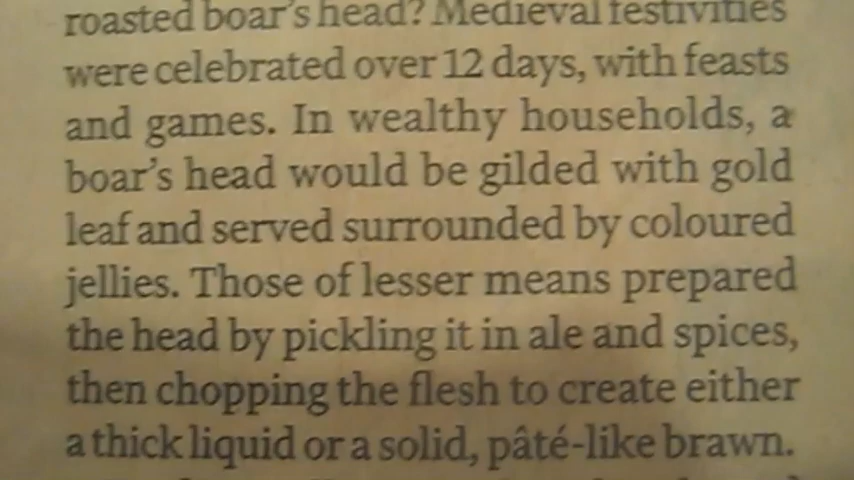 roasted boar's head? Medieval festivities
were celebrated over 12 days, with feasts
and games. In wealthy households, a
boar's head would be gilded with gold
leaf and served surrounded by coloured
jellies. Those of lesser means prepared
the head by pickling it in ale and spices,
then chopping the flesh to create either
a thick liquid or a solid, pâté-like brawn.